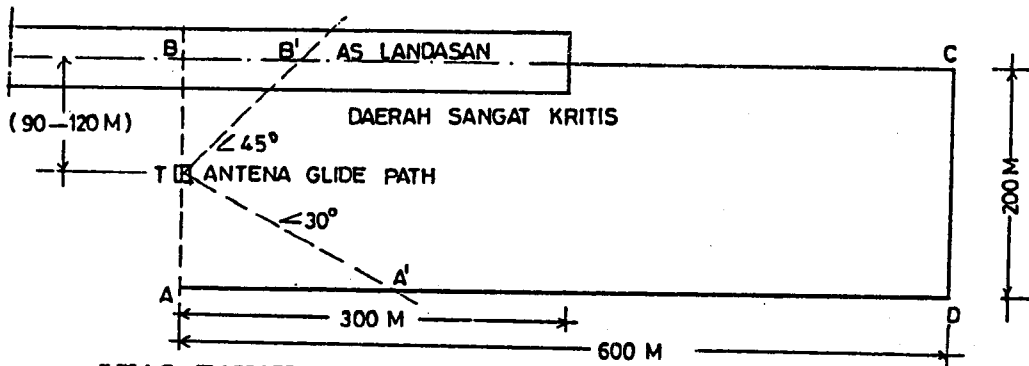 B B' AS LANDASAN C
(90—120 M) DAERAH SANGAT KRITIS
∠45°
T ANTENA GLIDE PATH
200 M
∠30°
A A' D
300 M
600 M